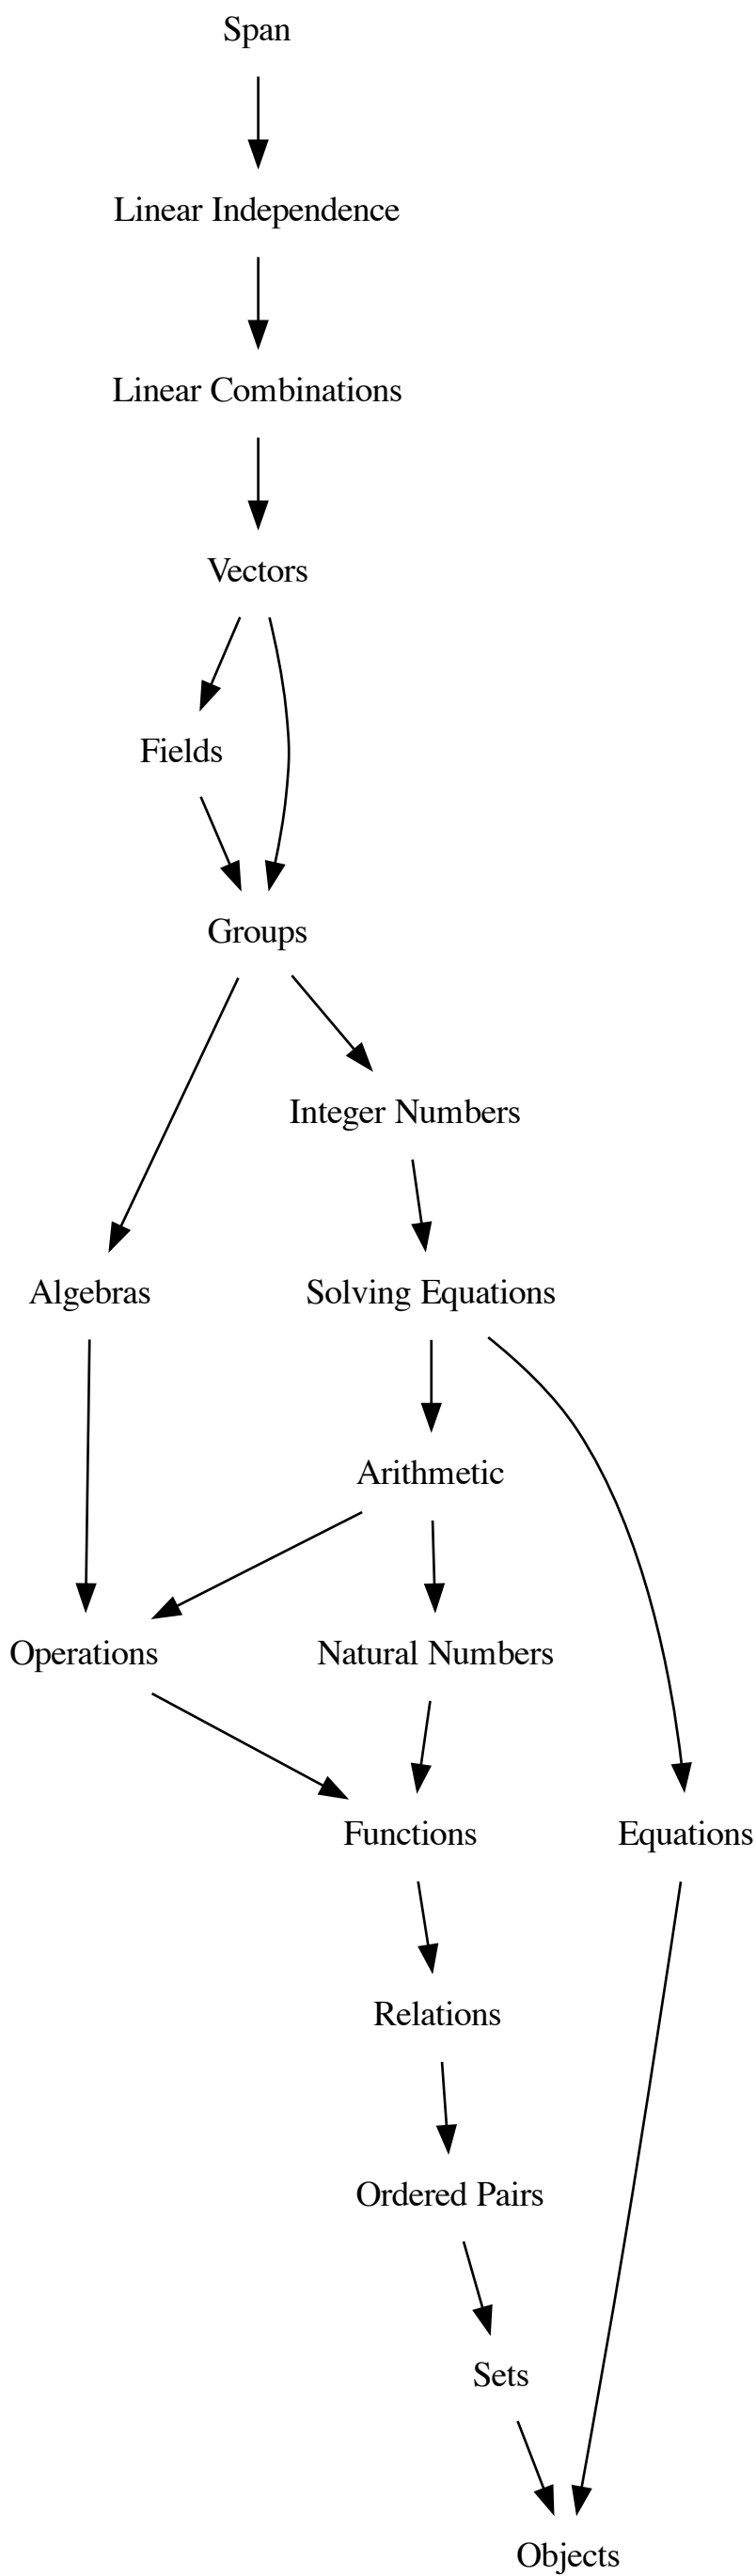 Span
Linear Independence
Linear Combinations
Vectors
Fields
Groups
Integer Numbers
Algebras
Solving Equations
Arithmetic
Operations
Natural Numbers
Functions
Equations
Relations
Ordered Pairs
Sets
Objects